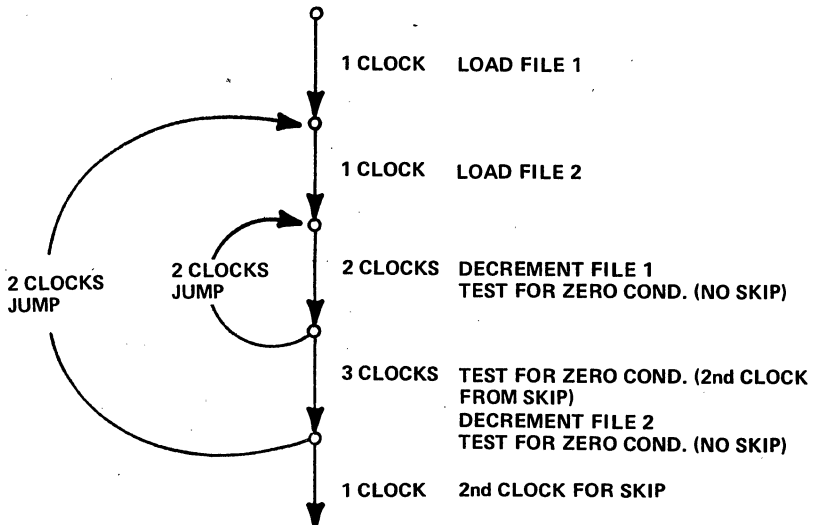 1 CLOCK LOAD FILE 1
1 CLOCK LOAD FILE 2
2 CLOCKS
JUMP
2 CLOCKS
JUMP
2 CLOCKS DECREMENT FILE 1
TEST FOR ZERO COND. (NO SKIP)
3 CLOCKS TEST FOR ZERO COND. (2nd CLOCK
FROM SKIP)
DECREMENT FILE 2
TEST FOR ZERO COND. (NO SKIP)
1 CLOCK 2nd CLOCK FOR SKIP